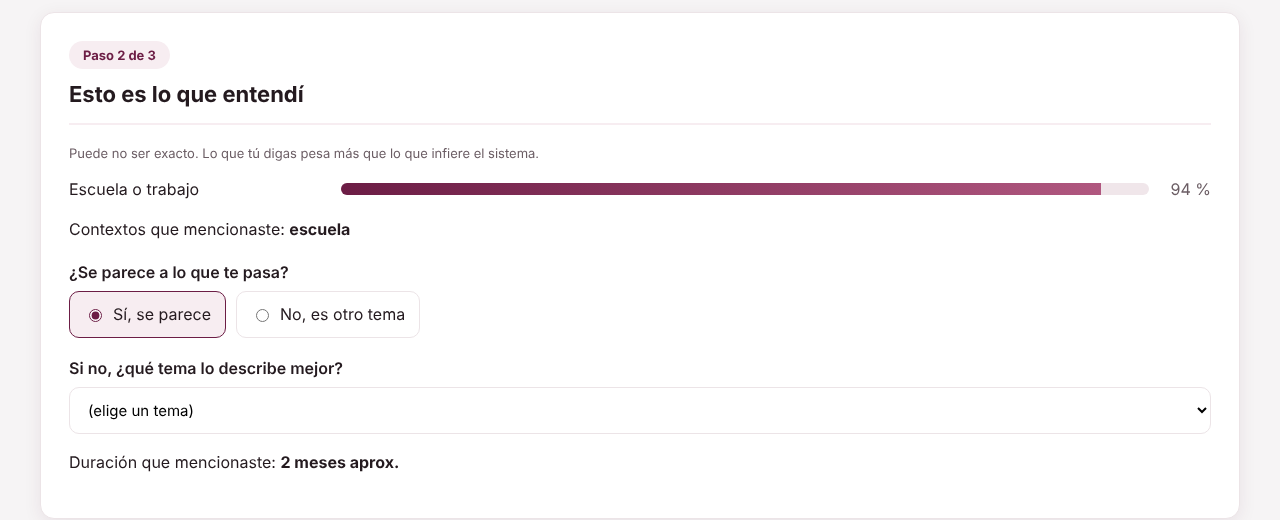 Paso 2 de 3
Esto es lo que entendí
Puede no ser exacto. Lo que tú digas pesa más que lo que infiere el sistema.
Escuela o trabajo 94 %
Contextos que mencionaste: escuela
¿Se parece a lo que te pasa?
Sí, se parece No, es otro tema
Si no, ¿qué tema lo describe mejor?
(elige un tema)
Duración que mencionaste: 2 meses aprox.